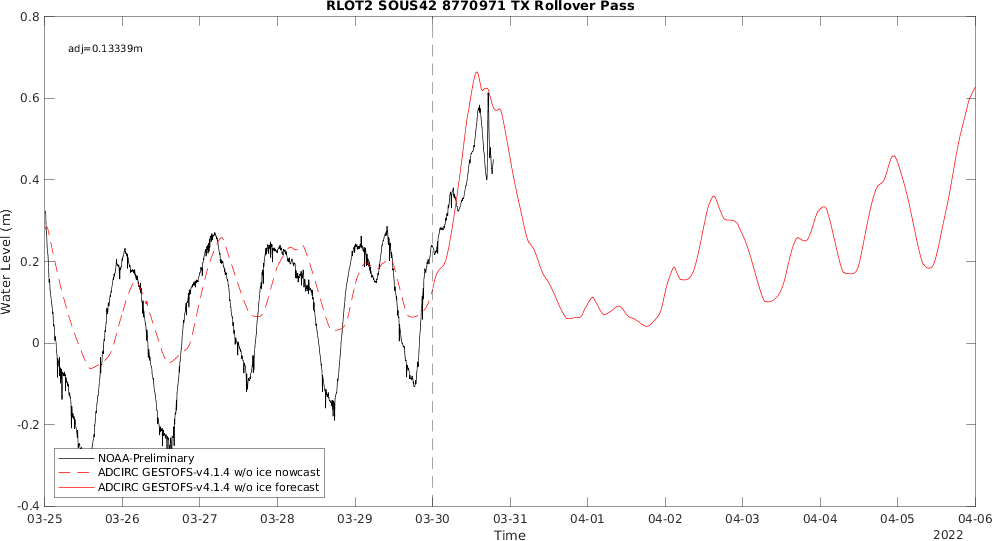 RLOT2 SOUS42 8770971 TX Rollover Pass
adj=0.13339m
Water Level (m)
0.8
0.6
0.4
0.2
0
-0.2
-0.4
NOAA-Preliminary
ADCIRC GESTOFS-v4.1.4 w/o ice nowcast
ADCIRC GESTOFS-v4.1.4 w/o ice forecast
03-25 03-26 03-27 03-28 03-29 03-30 03-31 04-01 04-02 04-03 04-04 04-05 04-06
Time
2022